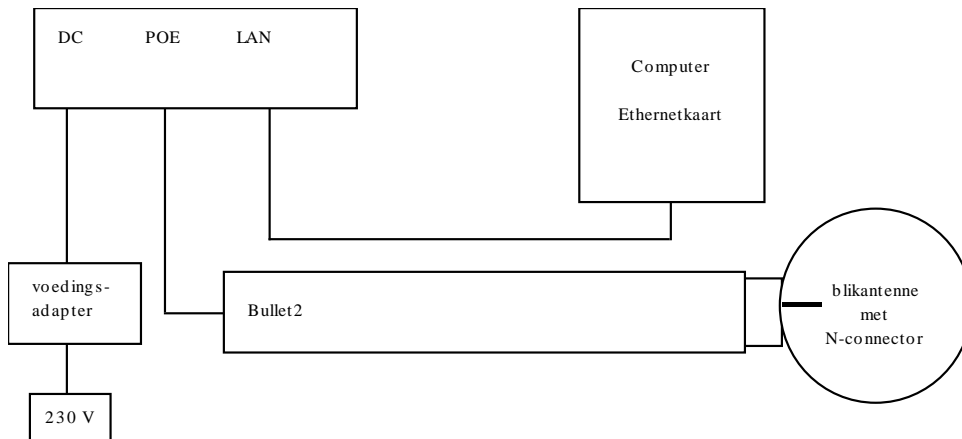 DC POE LAN
Computer
Ethernetkaart
voedings-
adapter
Bullet2
blikantenne
met
N-connector
230 V